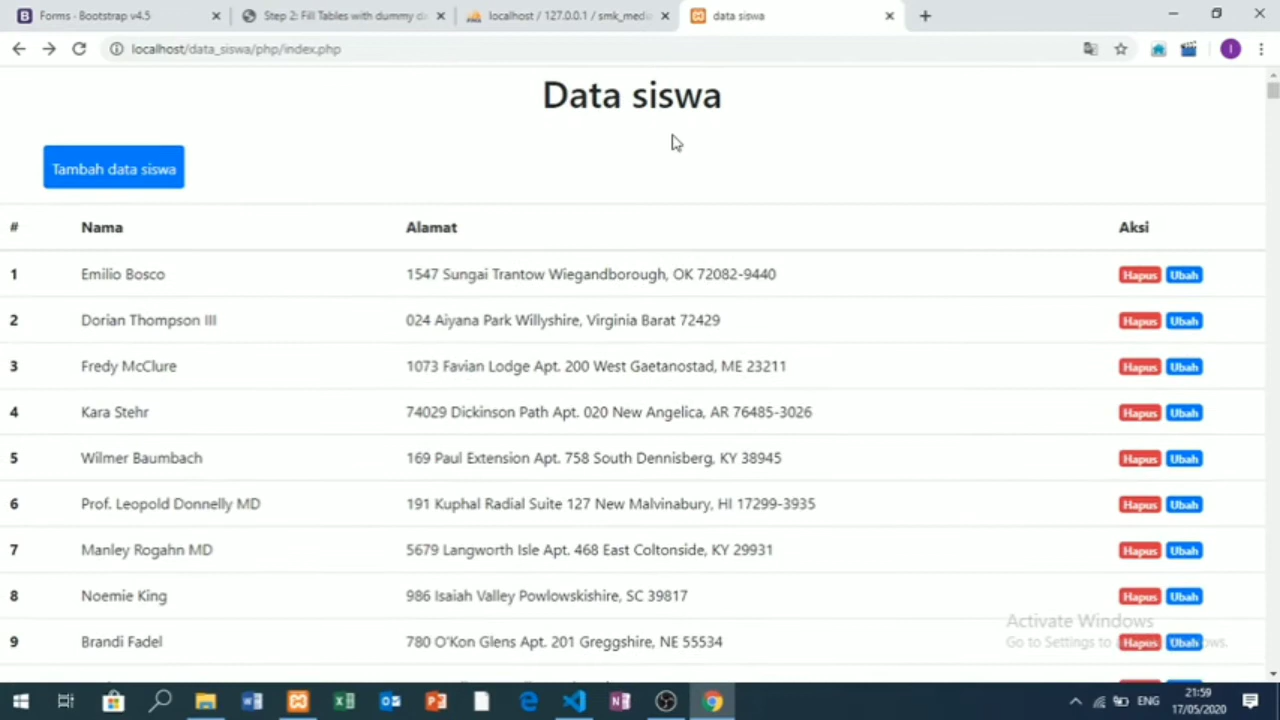 Forms · Bootstrap v4.5
Step 2: Fill Tables with dummy d
localhost / 127.0.0.1 / smk_medi
data siswa
localhost/data_siswa/php/index.php
Data siswa
Tambah data siswa
# Nama Alamat Aksi
1 Emilio Bosco 1547 Sungai Trantow Wiegandborough, OK 72082-9440 Hapus Ubah
2 Dorian Thompson III 024 Aiyana Park Willyshire, Virginia Barat 72429 Hapus Ubah
3 Fredy McClure 1073 Favian Lodge Apt. 200 West Gaetanostad, ME 23211 Hapus Ubah
4 Kara Stehr 74029 Dickinson Path Apt. 020 New Angelica, AR 76485-3026 Hapus Ubah
5 Wilmer Baumbach 169 Paul Extension Apt. 758 South Dennisberg, KY 38945 Hapus Ubah
6 Prof. Leopold Donnelly MD 191 Kuphal Radial Suite 127 New Malvinabury, HI 17299-3935 Hapus Ubah
7 Manley Rogahn MD 5679 Langworth Isle Apt. 468 East Coltonside, KY 29931 Hapus Ubah
8 Noemie King 986 Isaiah Valley Powlowskishire, SC 39817 Hapus Ubah
Activate Windows
Go to Settings to
9 Brandi Fadel 780 O'Kon Glens Apt. 201 Greggshire, NE 55534 Hapus Ubah
ENG
21:59
17/05/2020